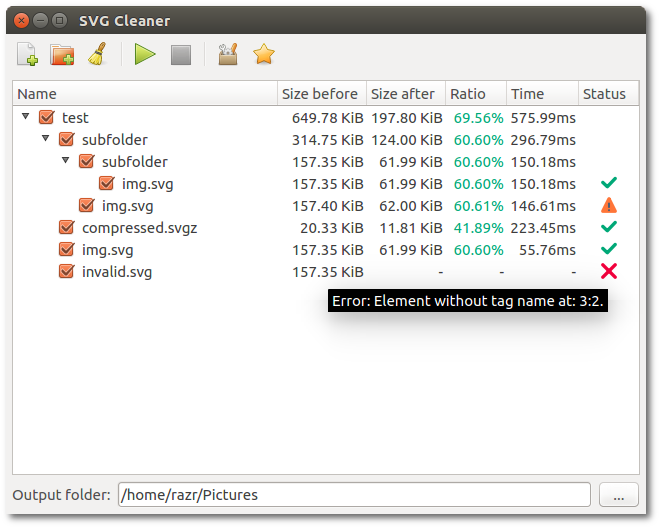 SVG Cleaner
Name Size before Size after Ratio Time Status
test 649.78 KiB 197.80 KiB 69.56% 575.99ms
subfolder 314.75 KiB 124.00 KiB 60.60% 296.79ms
subfolder 157.35 KiB 61.99 KiB 60.60% 150.18ms
img.svg 157.35 KiB 61.99 KiB 60.60% 150.18ms
img.svg 157.40 KiB 62.00 KiB 60.61% 146.61ms
compressed.svgz 20.33 KiB 11.81 KiB 41.89% 223.45ms
img.svg 157.35 KiB 61.99 KiB 60.60% 55.76ms
invalid.svg 157.35 KiB - - -
Error: Element without tag name at: 3:2.
Output folder: /home/razr/Pictures ...